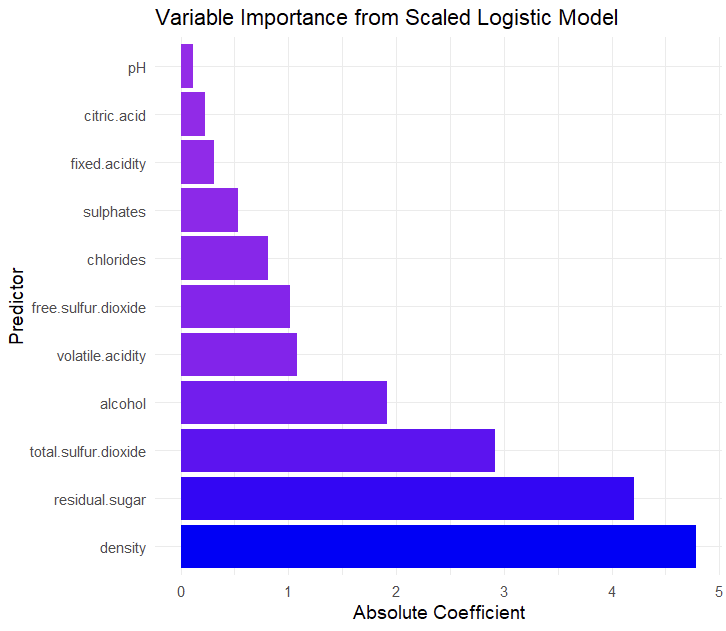 Variable Importance from Scaled Logistic Model
Predictor
pH
citric.acid
fixed.acidity
sulphates
chlorides
free.sulfur.dioxide
volatile.acidity
alcohol
total.sulfur.dioxide
residual.sugar
density
0 1 2 3 4 5
Absolute Coefficient